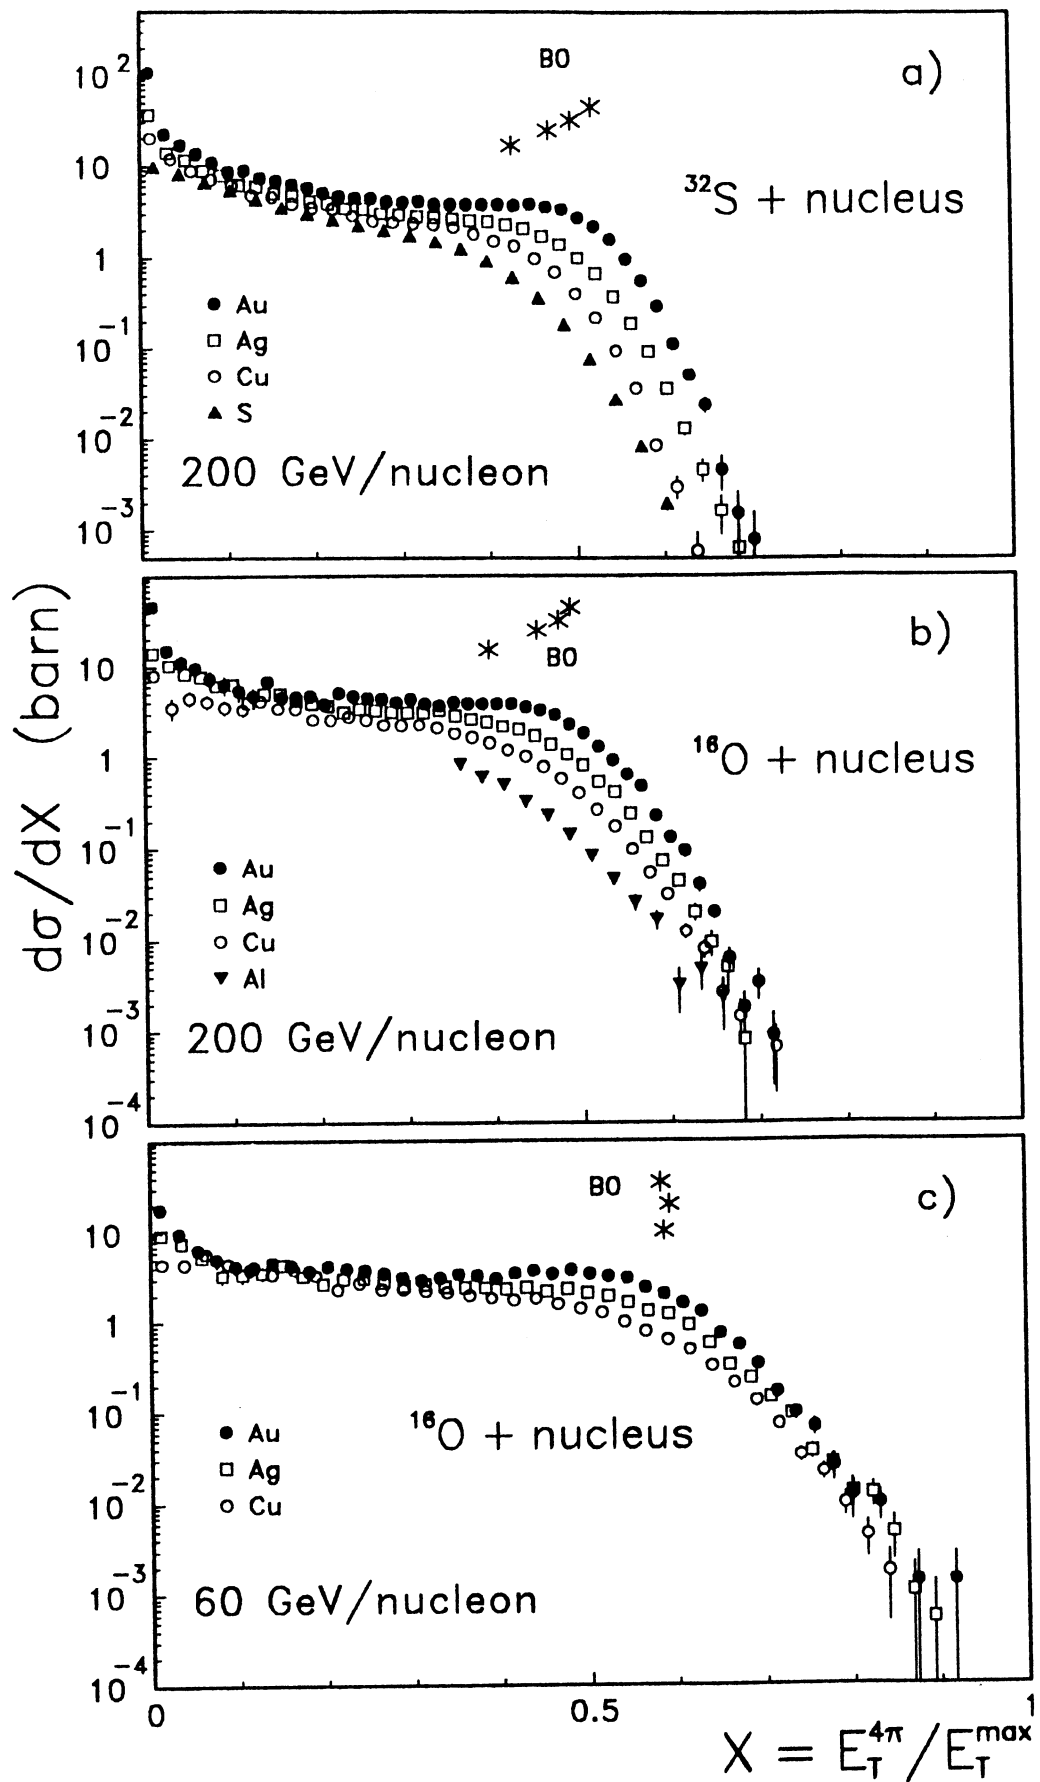 a)
BO
10²
10
1
10⁻¹
10⁻²
10⁻³
³²S + nucleus
Au
Ag
Cu
S
200 GeV/nucleon
dσ/dX (barn)
b)
BO
10
1
10⁻¹
10⁻²
10⁻³
10⁻⁴
¹⁶O + nucleus
Au
Ag
Cu
Al
200 GeV/nucleon
c)
BO
10
1
10⁻¹
10⁻²
10⁻³
10⁻⁴
¹⁶O + nucleus
Au
Ag
Cu
60 GeV/nucleon
0 0.5 1
X = E_T^{4π}/E_T^{max}